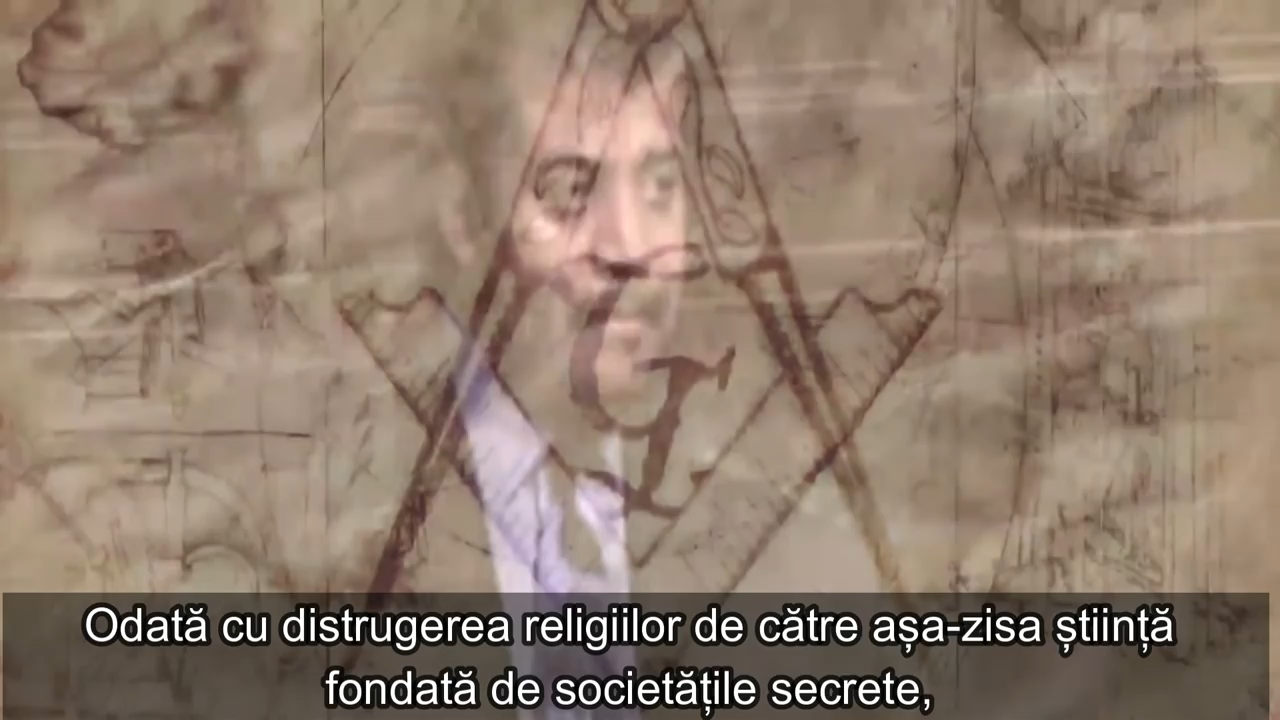 Odată cu distrugerea religiilor de către așa-zisa știință
fondată de societățile secrete,
G